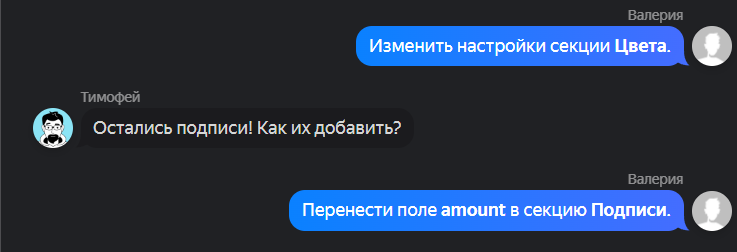 Валерия
Изменить настройки секции Цвета.
Тимофей
Остались подписи! Как их добавить?
Валерия
Перенести поле amount в секцию Подписи.